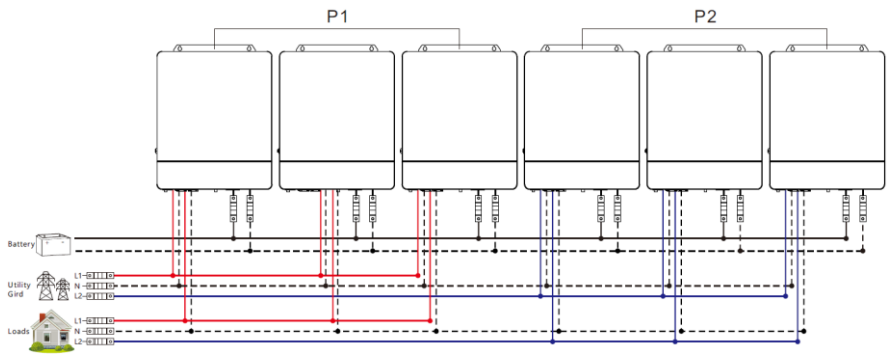 P1 P2
Battery
L1
Utility N
Gird
L2
L1
Loads N
L2